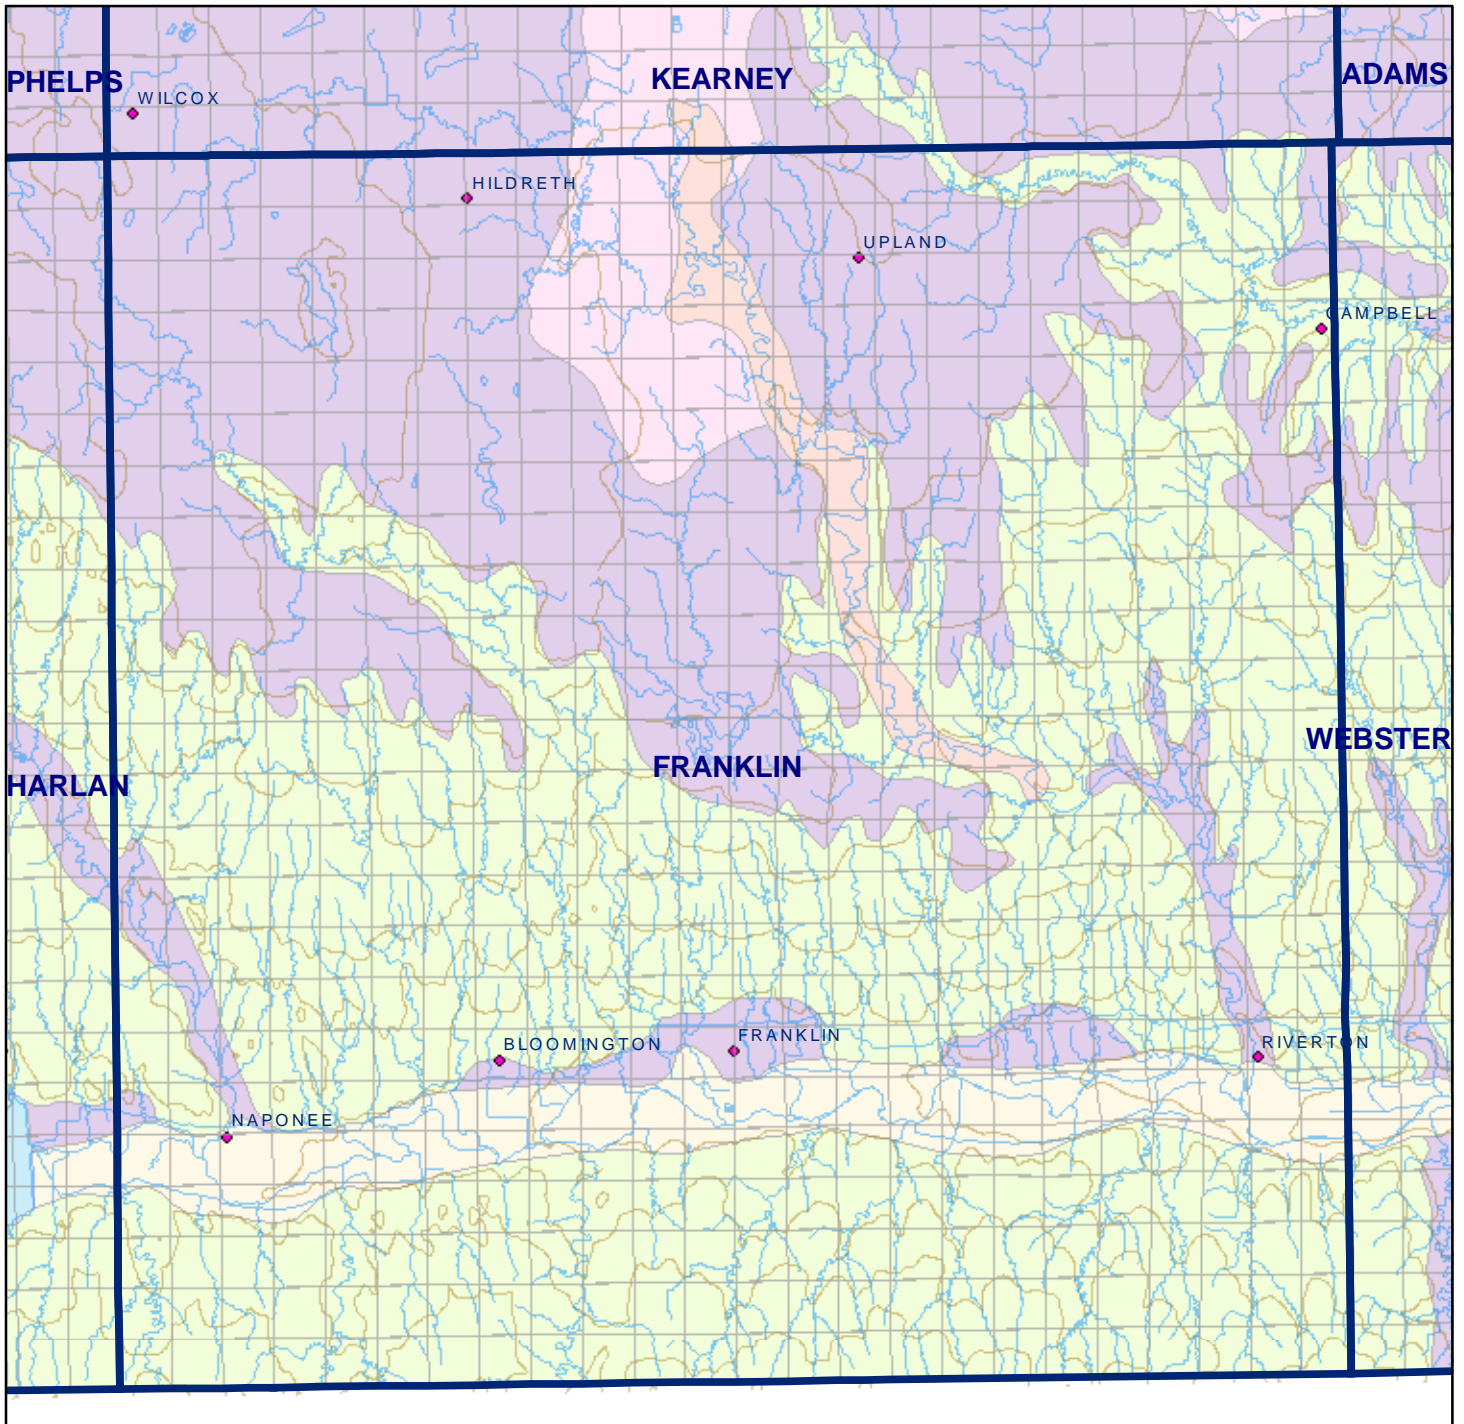 PHELPS
KEARNEY
ADAMS
WILCOX
HILDRETH
UPLAND
CAMPBELL
HARLAN
FRANKLIN
WEBSTER
BLOOMINGTON
FRANKLIN
RIVERTON
NAPONEE